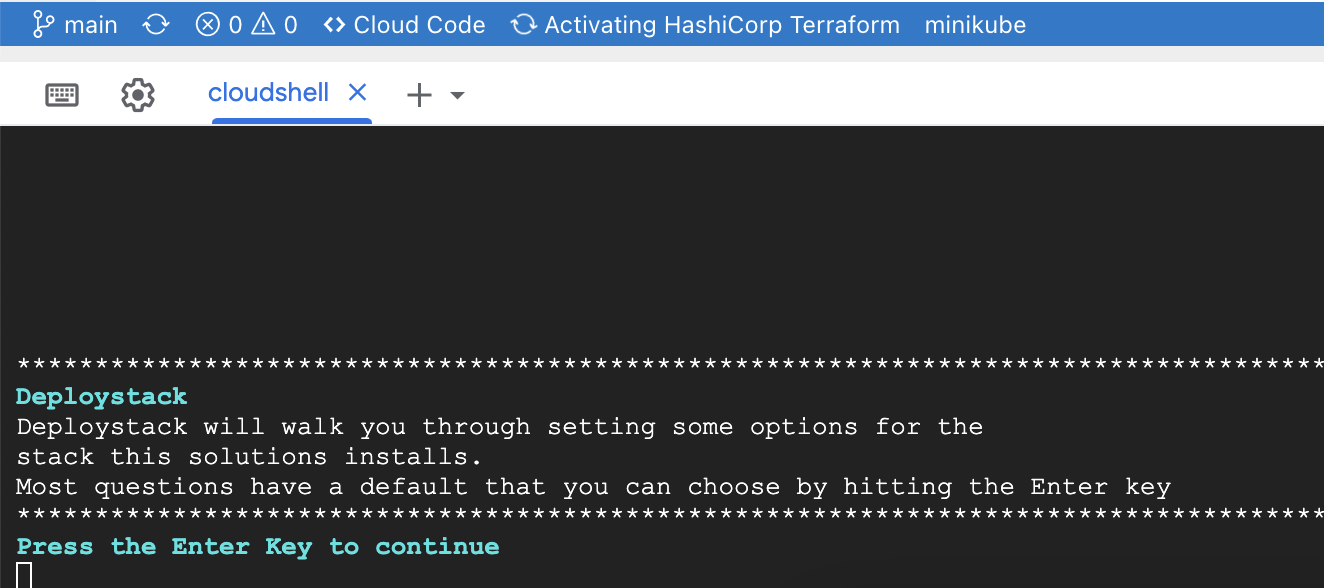 main 0 0 Cloud Code Activating HashiCorp Terraform minikube
cloudshell
************************************************************************************
Deploystack
Deploystack will walk you through setting some options for the
stack this solutions installs.
Most questions have a default that you can choose by hitting the Enter key
************************************************************************************
Press the Enter Key to continue